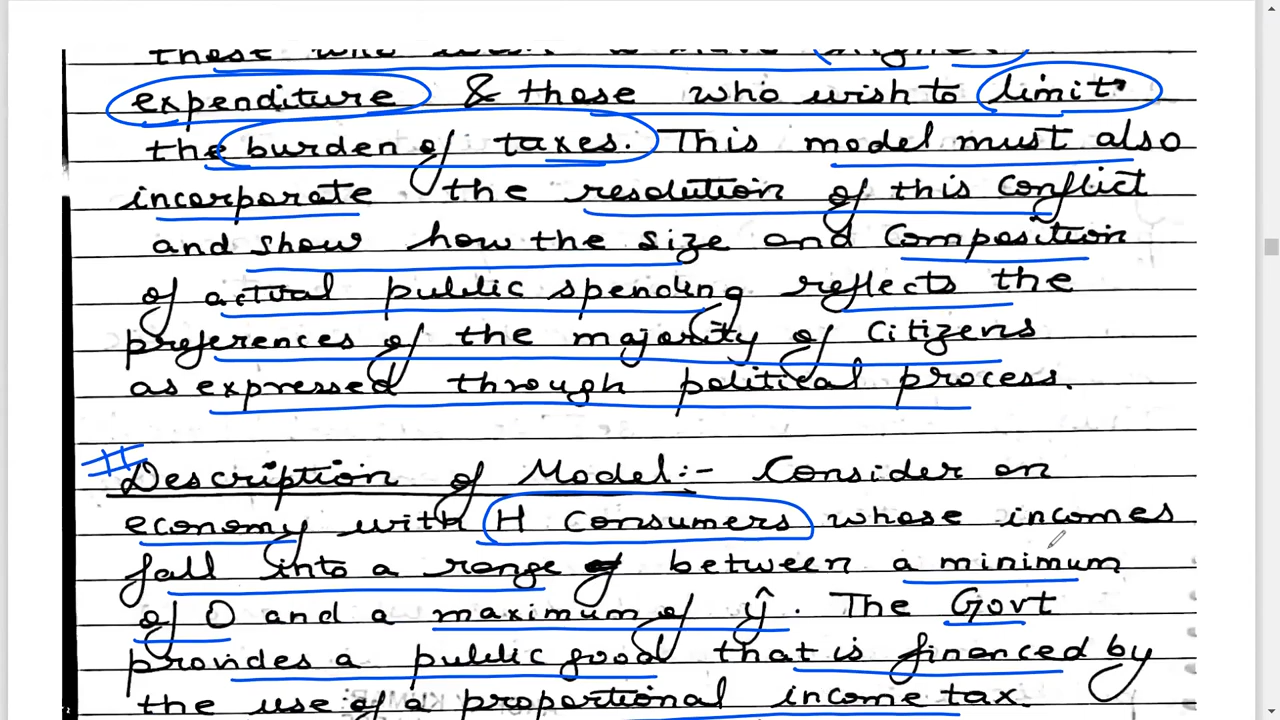 those who
expenditure & those who wish to limit
the burden of taxes. This model must also
incorporate the resolution of this Conflict
and show how the size and Composition
of actual public spending reflects the
preferences of the majority of Citizens
as expressed through political process.
# Description of Model:- Consider an
economy with H Consumers whose incomes
fall into a range of between a minimum
of 0 and a maximum of ŷ. The Govt
provides a public good that is financed by
the use of a proportional income tax.